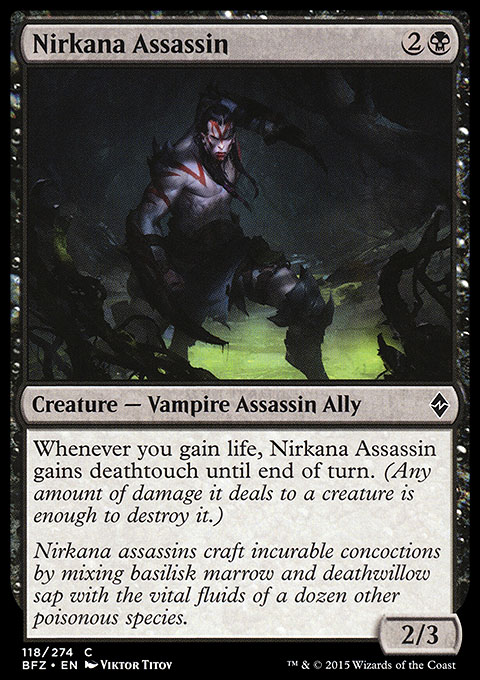 Nirkana Assassin 2
Creature — Vampire Assassin Ally
Whenever you gain life, Nirkana Assassin
gains deathtouch until end of turn. (Any
amount of damage it deals to a creature is
enough to destroy it.)
Nirkana assassins craft incurable concoctions
by mixing basilisk marrow and deathwillow
sap with the vital fluids of a dozen other
poisonous species.
2/3
118/274 C
BFZ • EN Viktor Titov
™ & © 2015 Wizards of the Coast